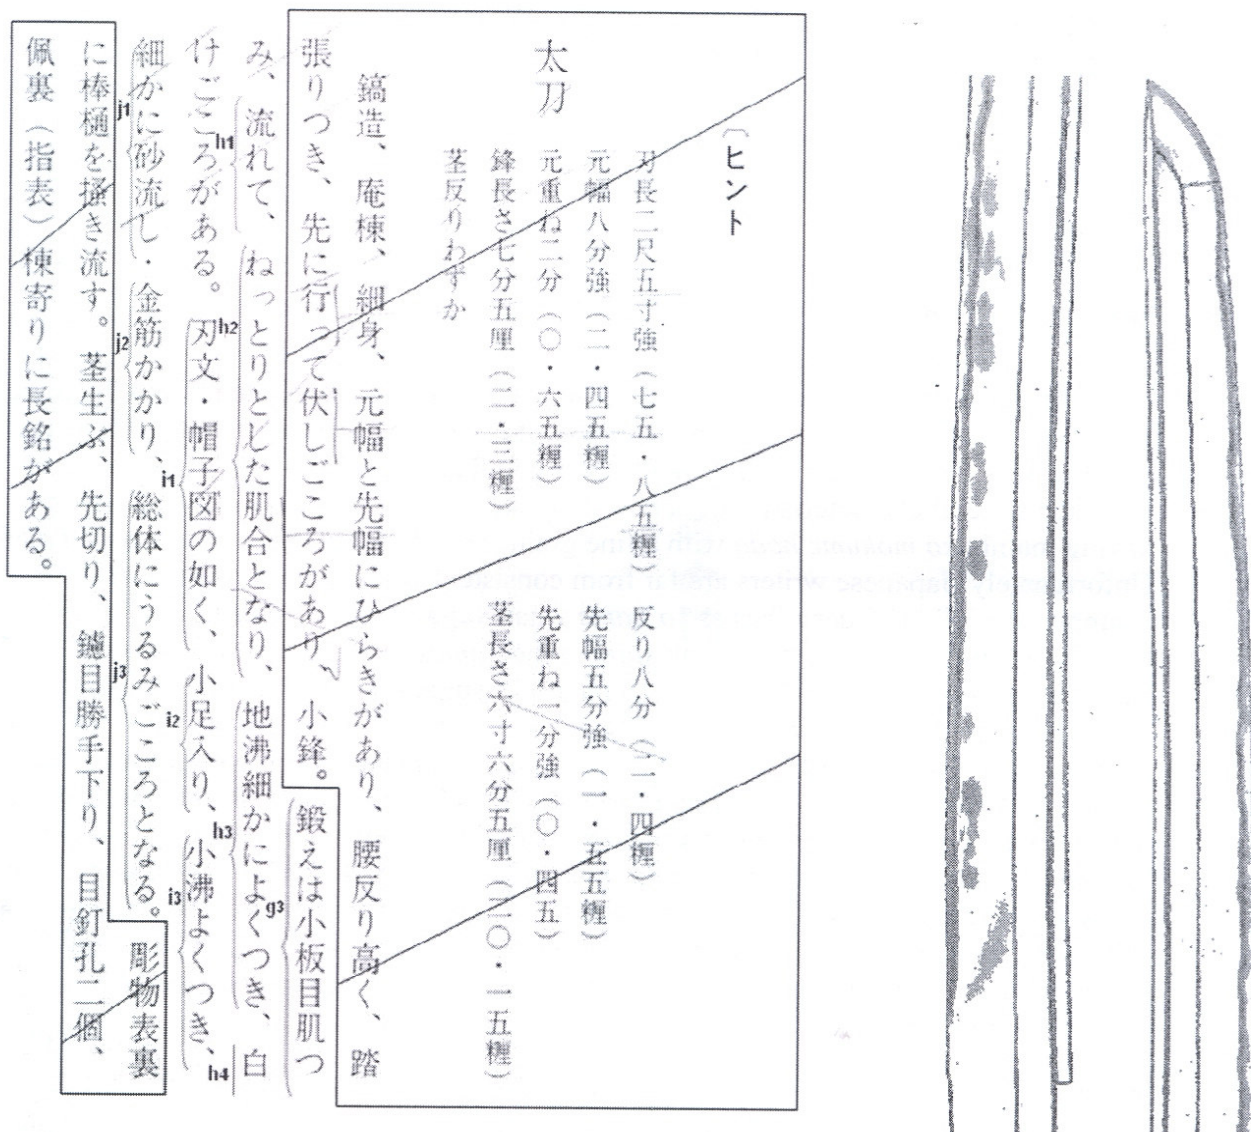 〔ヒント
太刀
刃長二尺五寸強(七五・八五糎) 反り八分(二・四糎)
元幅八分強(二・四五糎) 先幅五分強(一・五五糎)
元重ね二分(〇・六五糎) 先重ね一分強(〇・四五)
鋒長さ七分五厘(二・三糎) 茎長さ六寸六分五厘(二〇・一五糎)
茎反りわずか
鎬造、庵棟、細身、元幅と先幅にひらきがあり、腰反り高く、踏
張りつき、先に行って伏しごころがあり、小鋒。鍛えは小板目肌つ
み、流れて、ねっとりとした肌合となり、地沸細かによくつき、白
けごころがある。刃文・帽子図の如く、小足入り、小沸よくつき、
細かに砂流し・金筋かかり、総体にうるみごころとなる。彫物表裏
に棒樋を掻き流す。茎生ぶ、先切り、鑢目勝手下り、目釘孔二個、
佩裏(指表)棟寄りに長銘がある。
g3
h1
h2
h3
h4
i1
i2
i3
j1
j2
j3